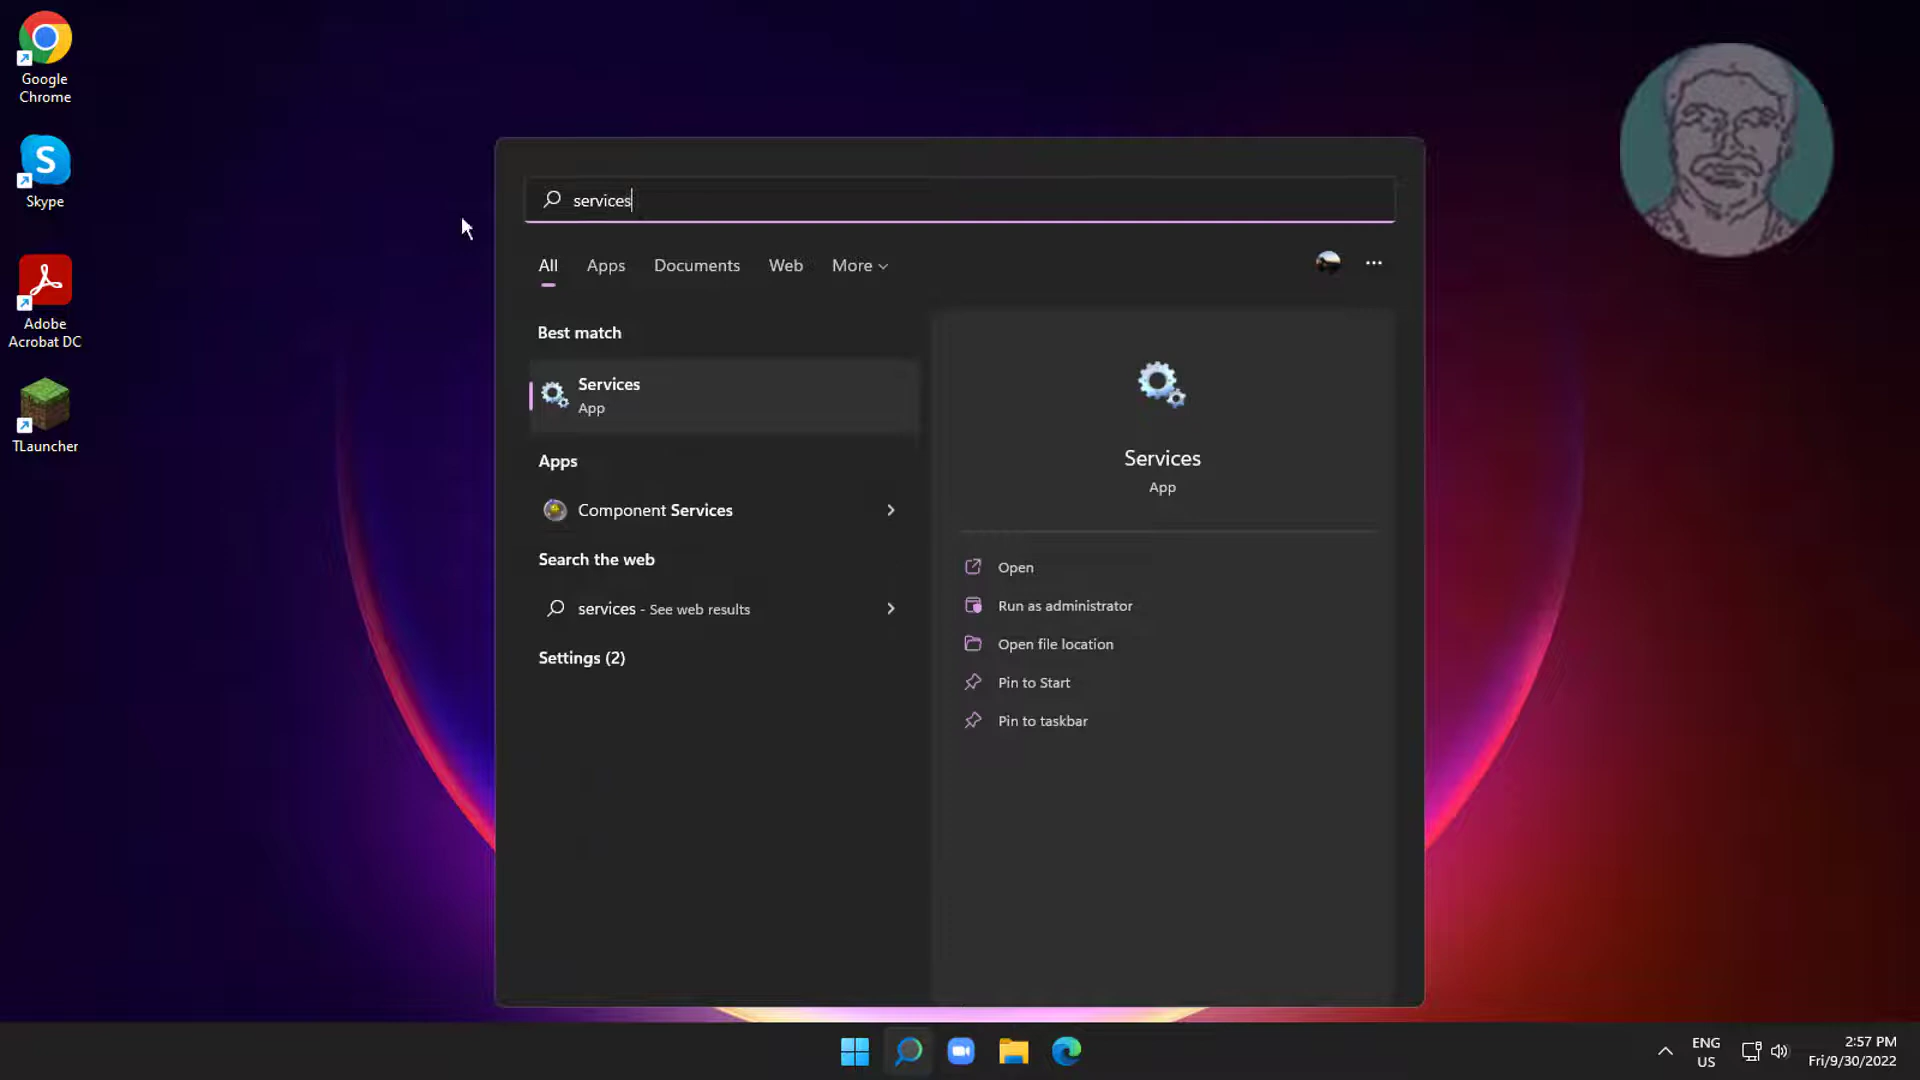 Google
Chrome
S
Skype
Adobe
Acrobat DC
TLauncher
services
All
Apps
Documents
Web
More
Best match
Services
App
Apps
Component Services
Search the web
services - See web results
Settings (2)
Services
App
Open
Run as administrator
Open file location
Pin to Start
Pin to taskbar
ENG
US
2:57 PM
Fri/9/30/2022